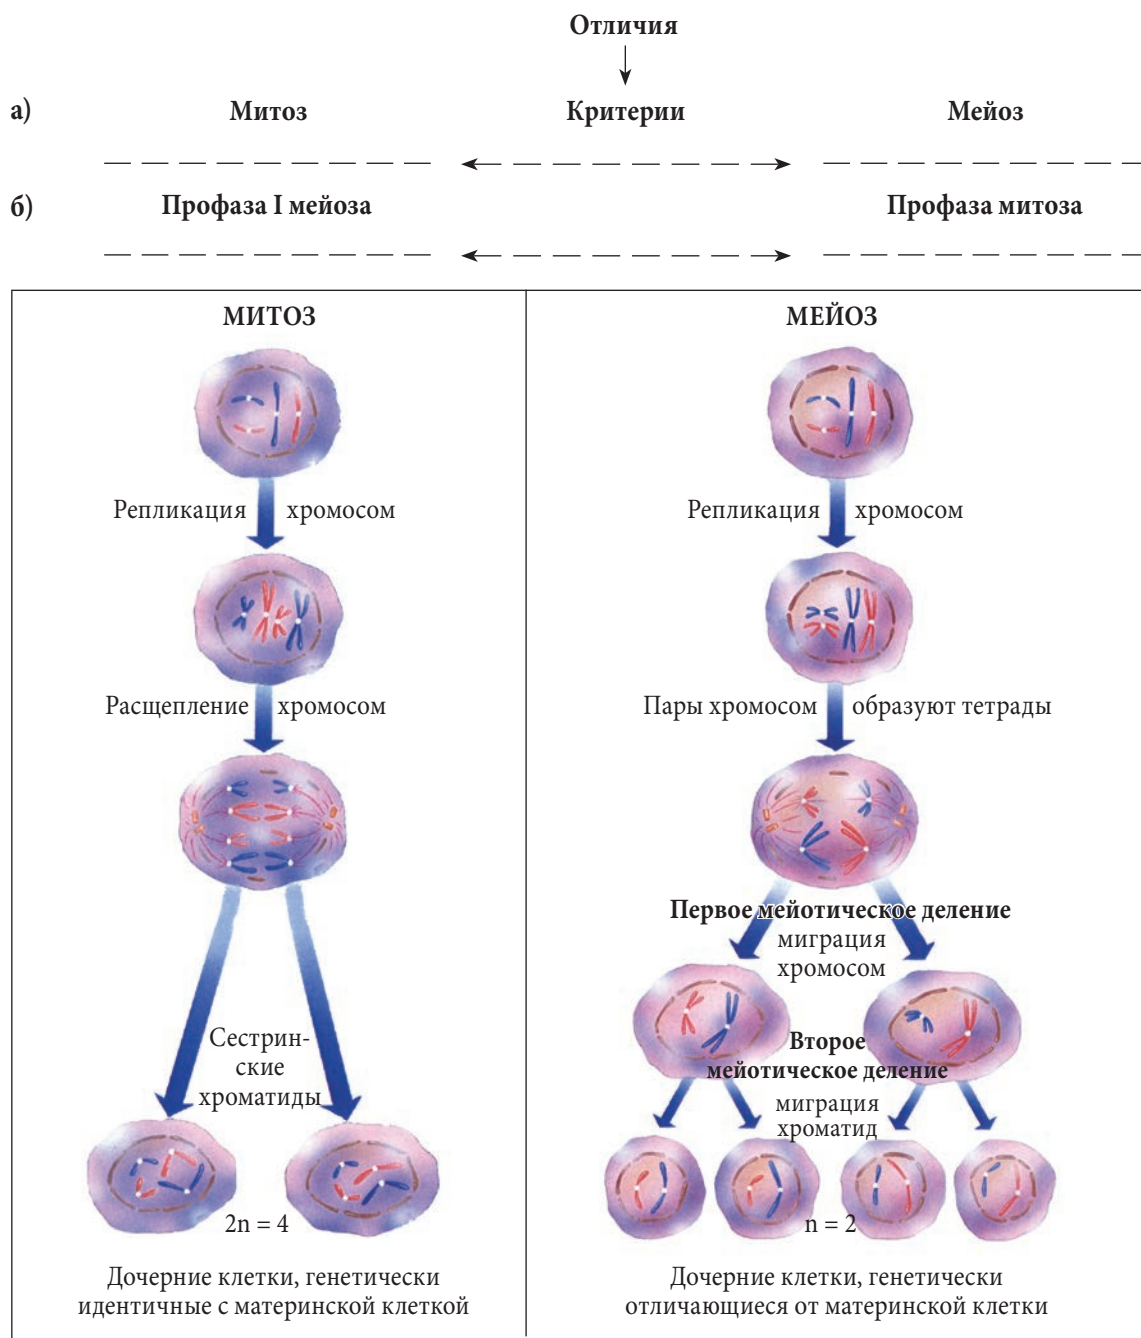 Отличия
а) Митоз Критерии Мейоз
б) Профаза I мейоза Профаза митоза
МИТОЗ
Репликация хромосом
Расщепление хромосом
Сестрин-
ские
хроматиды
2n = 4
Дочерние клетки, генетически
идентичные с материнской клеткой
МЕЙОЗ
Репликация хромосом
Пары хромосом образуют тетрады
Первое мейотическое деление
миграция
хромосом
Второе
мейотическое деление
миграция
хроматид
n = 2
Дочерние клетки, генетически
отличающиеся от материнской клетки